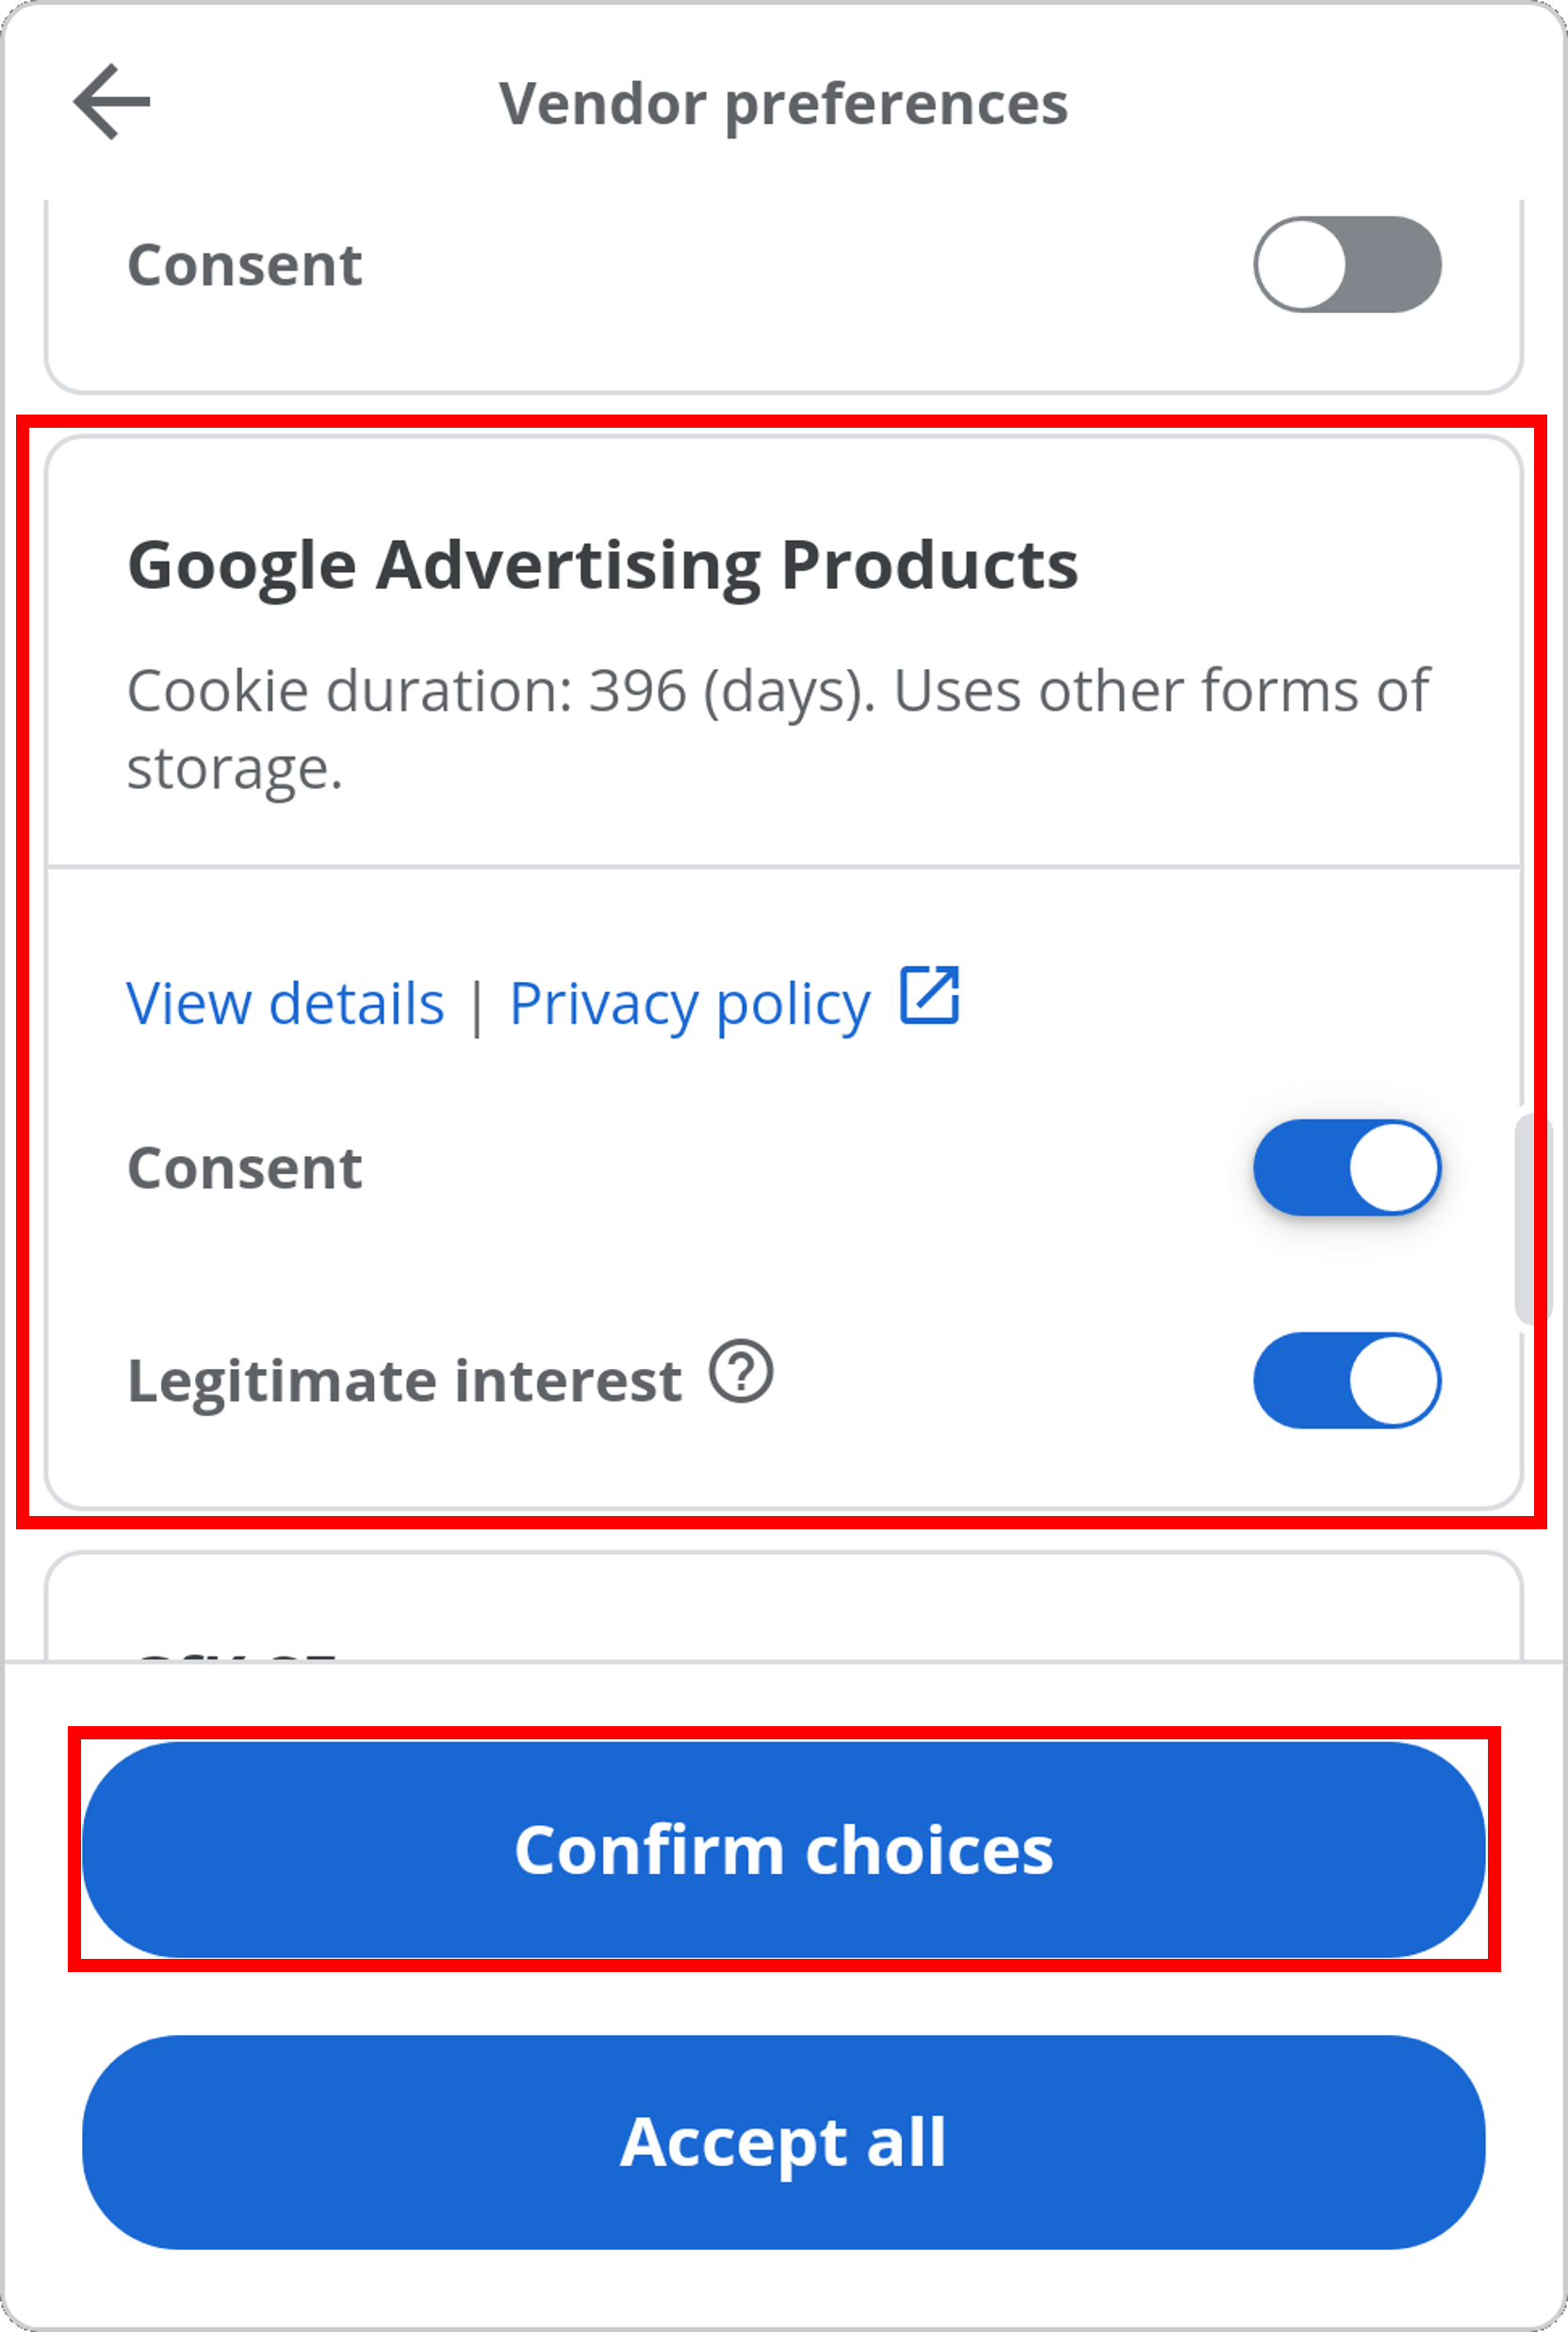 Vendor preferences
Consent
Google Advertising Products
Cookie duration: 396 (days). Uses other forms of
storage.
View details | Privacy policy
Consent
Legitimate interest
Confirm choices
Accept all